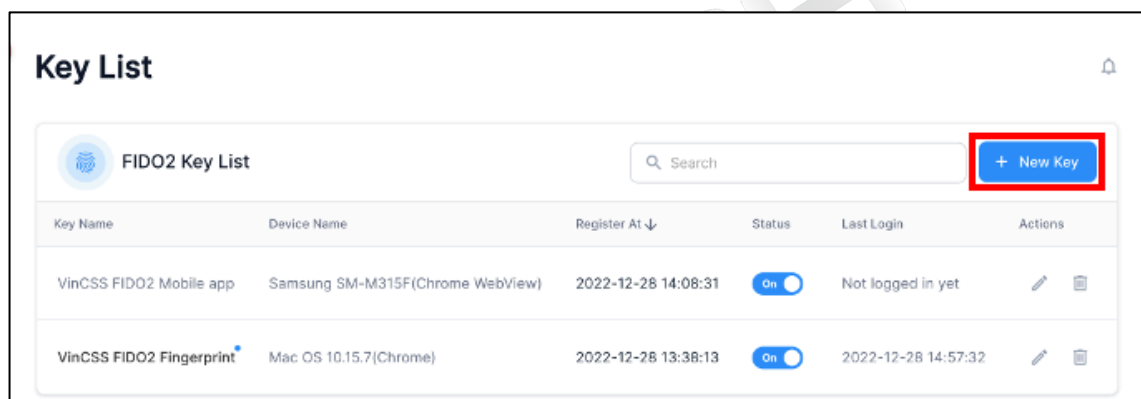 Key List
FIDO2 Key List
Search
+ New Key
Key Name Device Name Register At ↓ Status Last Login Actions
VinCSS FIDO2 Mobile app Samsung SM-M315F(Chrome WebView) 2022-12-28 14:08:31 On Not logged in yet
VinCSS FIDO2 Fingerprint Mac OS 10.15.7(Chrome) 2022-12-28 13:38:13 On 2022-12-28 14:57:32